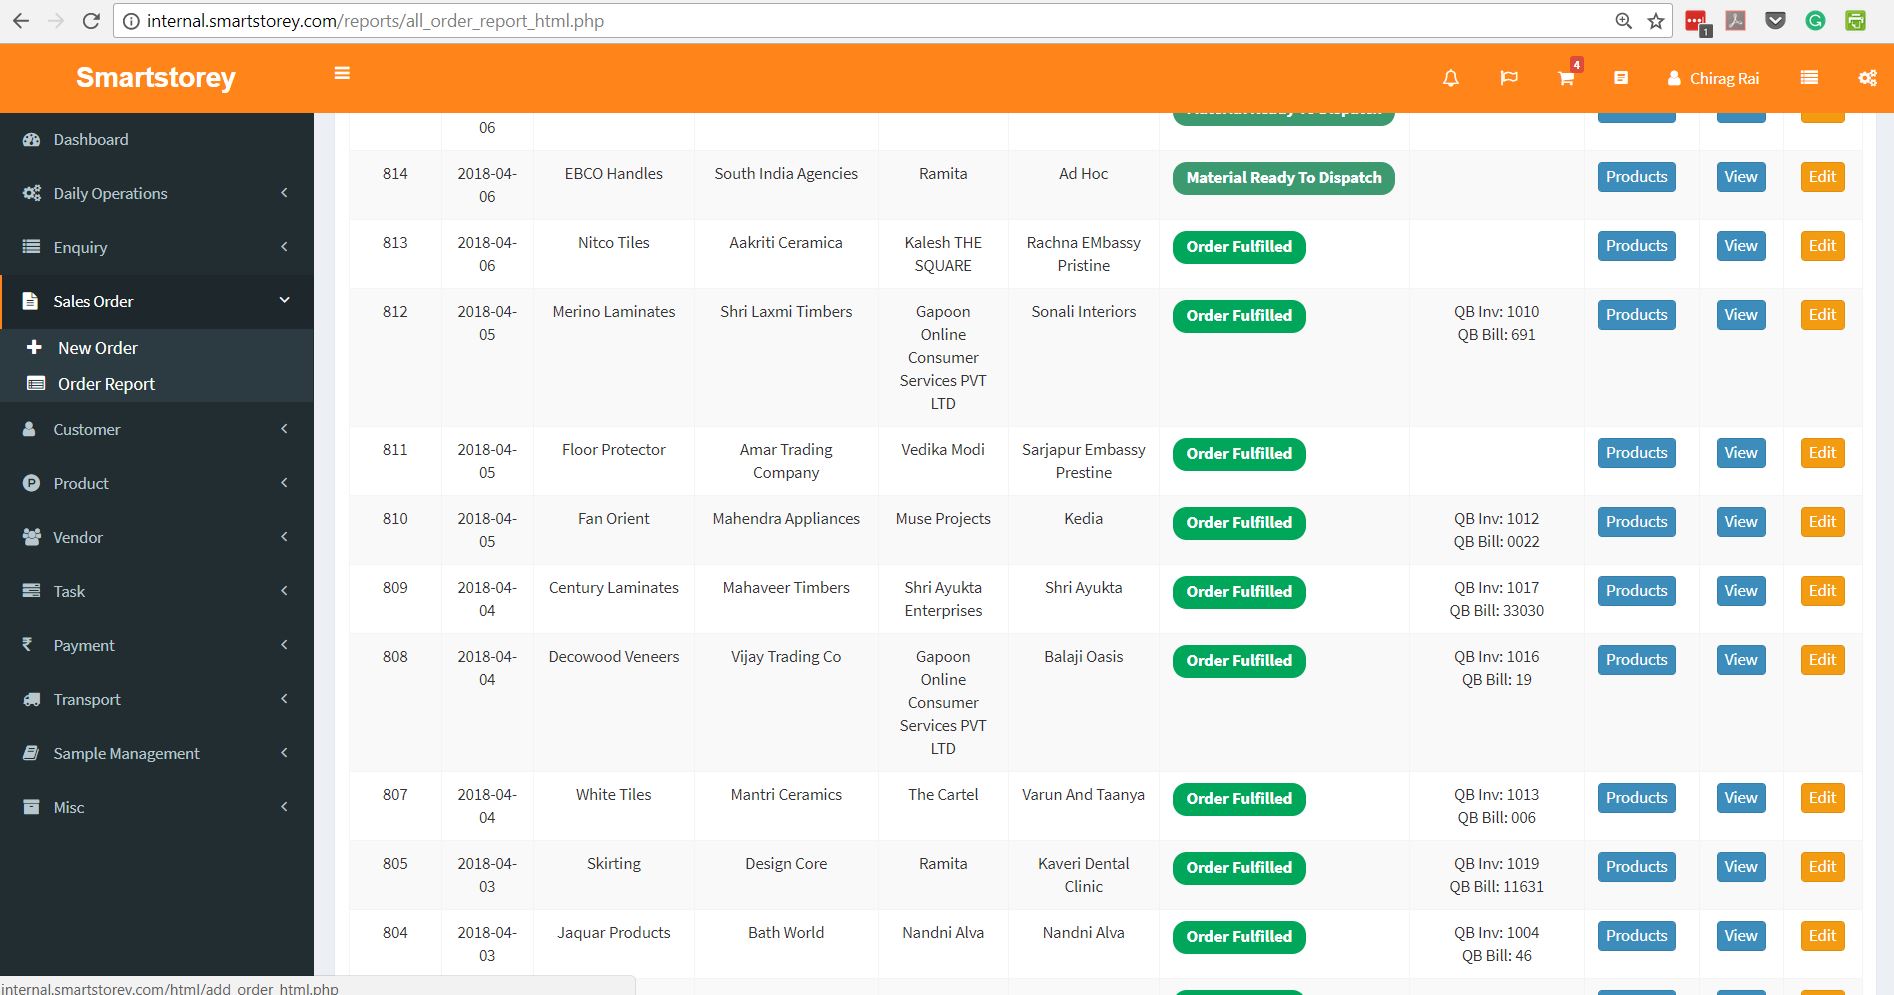 internal.smartstorey.com/reports/all_order_report_html.php
1
Smartstorey
4
Chirag Rai
Dashboard
Daily Operations
Enquiry
Sales Order
New Order
Order Report
Customer
Product
Vendor
Task
Payment
Transport
Sample Management
Misc
06
Material Ready To Dispatch
814 2018-04-06 EBCO Handles South India Agencies Ramita Ad Hoc Material Ready To Dispatch Products View Edit
813 2018-04-06 Nitco Tiles Aakriti Ceramica Kalesh THE SQUARE Rachna EMbassy Pristine Order Fulfilled Products View Edit
812 2018-04-05 Merino Laminates Shri Laxmi Timbers Gapoon Online Consumer Services PVT LTD Sonali Interiors Order Fulfilled QB Inv: 1010 QB Bill: 691 Products View Edit
811 2018-04-05 Floor Protector Amar Trading Company Vedika Modi Sarjapur Embassy Prestine Order Fulfilled Products View Edit
810 2018-04-05 Fan Orient Mahendra Appliances Muse Projects Kedia Order Fulfilled QB Inv: 1012 QB Bill: 0022 Products View Edit
809 2018-04-04 Century Laminates Mahaveer Timbers Shri Ayukta Enterprises Shri Ayukta Order Fulfilled QB Inv: 1017 QB Bill: 33030 Products View Edit
808 2018-04-04 Decowood Veneers Vijay Trading Co Gapoon Online Consumer Services PVT LTD Balaji Oasis Order Fulfilled QB Inv: 1016 QB Bill: 19 Products View Edit
807 2018-04-04 White Tiles Mantri Ceramics The Cartel Varun And Taanya Order Fulfilled QB Inv: 1013 QB Bill: 006 Products View Edit
805 2018-04-03 Skirting Design Core Ramita Kaveri Dental Clinic Order Fulfilled QB Inv: 1019 QB Bill: 11631 Products View Edit
804 2018-04-03 Jaquar Products Bath World Nandni Alva Nandni Alva Order Fulfilled QB Inv: 1004 QB Bill: 46 Products View Edit
internal.smartstorey.com/html/add_order_html.php